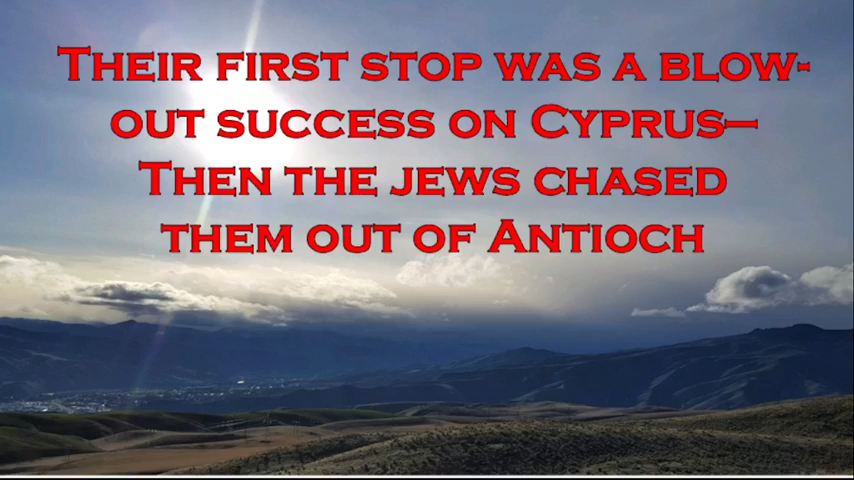 Their first stop was a blow-
out success on Cyprus—
Then the jews chased
them out of Antioch